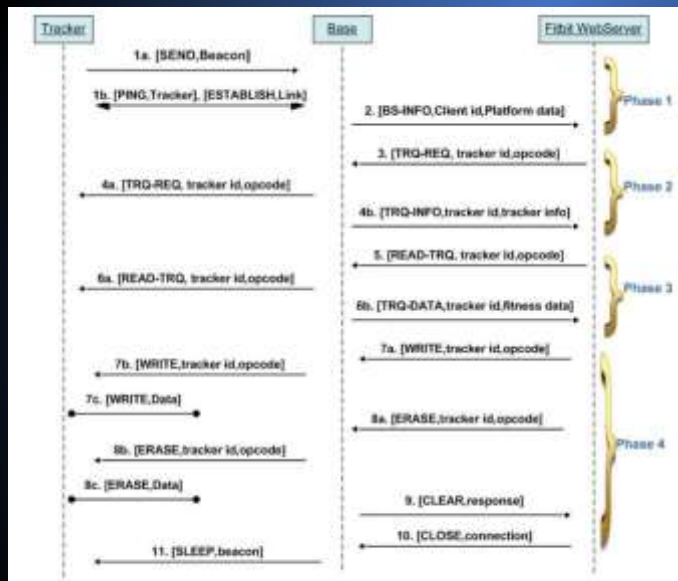 Tracker Base Fitbit WebServer
1a. [SEND,Beacon]
1b. [PING,Tracker], [ESTABLISH,Link]
Phase 1
2. [BS-INFO,Client id,Platform data]
3. [TRQ-REQ, tracker id,opcode]
4a. [TRQ-REQ, tracker id,opcode]
Phase 2
4b. [TRQ-INFO,tracker id,tracker info]
5. [READ-TRQ, tracker id,opcode]
6a. [READ-TRQ, tracker id,opcode]
Phase 3
6b. [TRQ-DATA,tracker id,fitness data]
7a. [WRITE,tracker id,opcode]
7b. [WRITE,tracker id,opcode]
7c. [WRITE,Data]
8a. [ERASE,tracker id,opcode]
Phase 4
8b. [ERASE,tracker id,opcode]
8c. [ERASE,Data]
9. [CLEAR,response]
10. [CLOSE,connection]
11. [SLEEP,beacon]